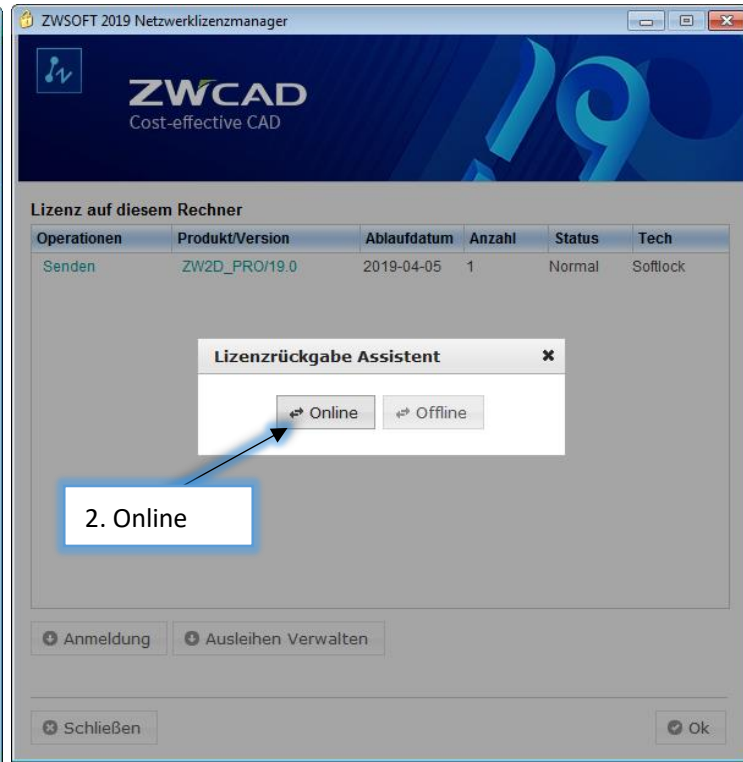 ZWSOFT 2019 Netzwerklizenzmanager
ZWCAD
Cost-effective CAD
19
Lizenz auf diesem Rechner
Operationen Produkt/Version Ablaufdatum Anzahl Status Tech
Senden ZW2D_PRO/19.0 2019-04-05 1 Normal Softlock
Lizenzrückgabe Assistent
Online Offline
2. Online
Anmeldung Ausleihen Verwalten
Schließen Ok